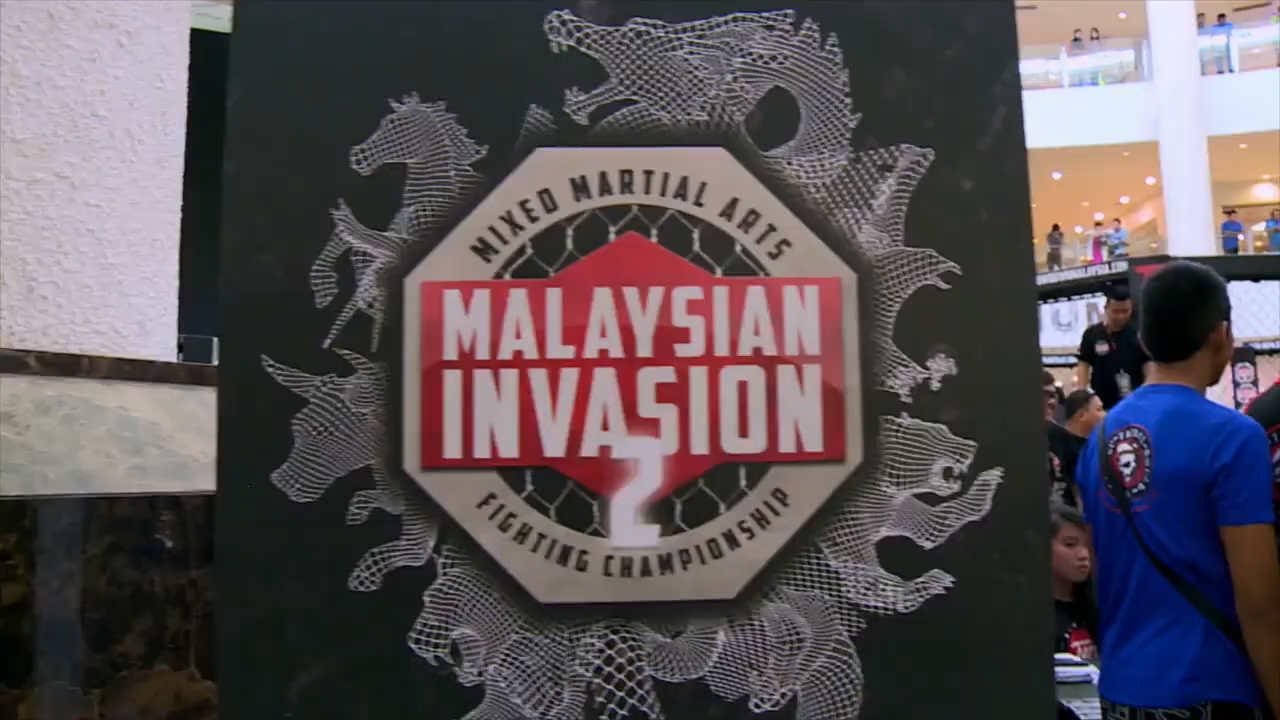 MIXED MARTIAL ARTS
MALAYSIAN
INVASION
2
FIGHTING CHAMPIONSHIP